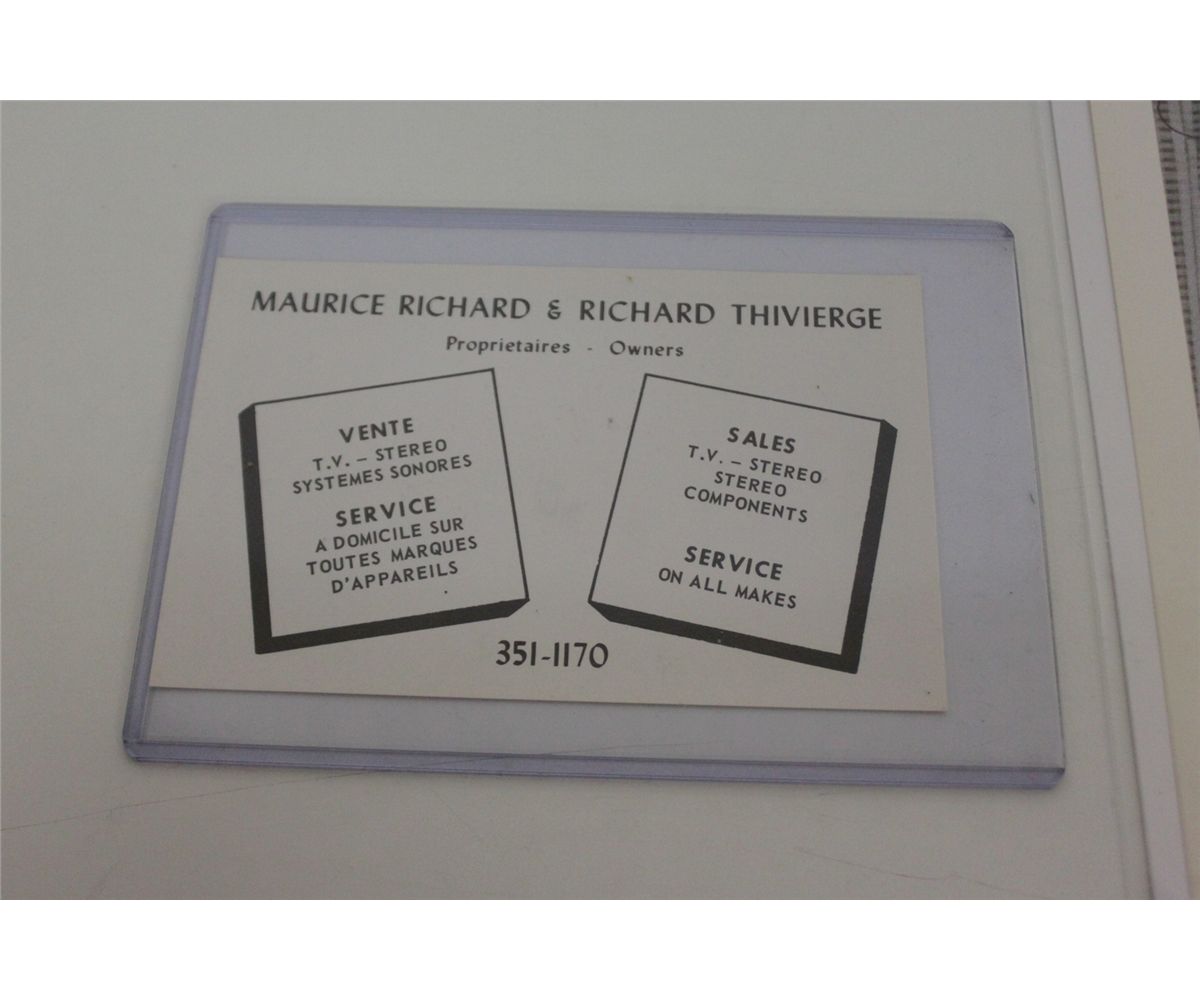 MAURICE RICHARD & RICHARD THIVIERGE
Proprietaires - Owners
VENTE
T.V. – STEREO
SYSTEMES SONORES
SERVICE
A DOMICILE SUR
TOUTES MARQUES
D'APPAREILS
SALES
T.V. – STEREO
STEREO
COMPONENTS
SERVICE
ON ALL MAKES
351-1170